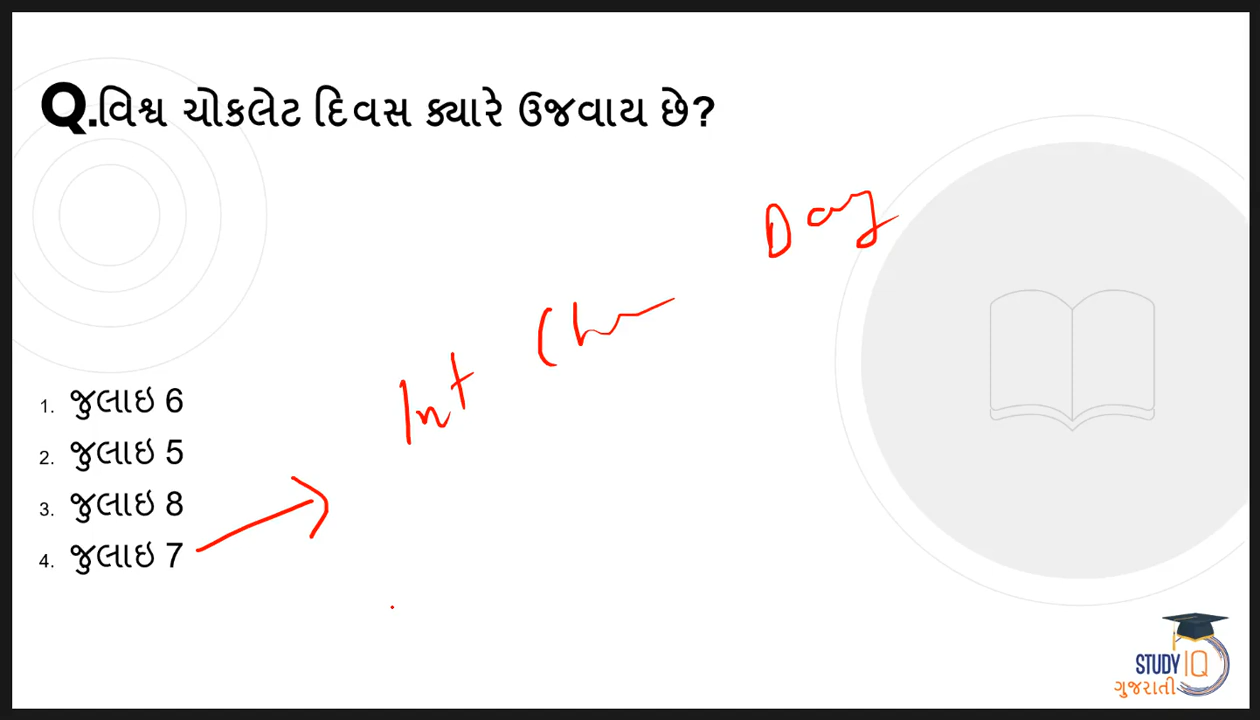 Q.વિશ્વ ચોકલેટ દિવસ ક્યારે ઉજવાય છે?
Day
Int
1. જુલાઇ 6
2. જુલાઇ 5
3. જુલાઇ 8
4. જુલાઇ 7
STUDY IQ
ગુજરાતી